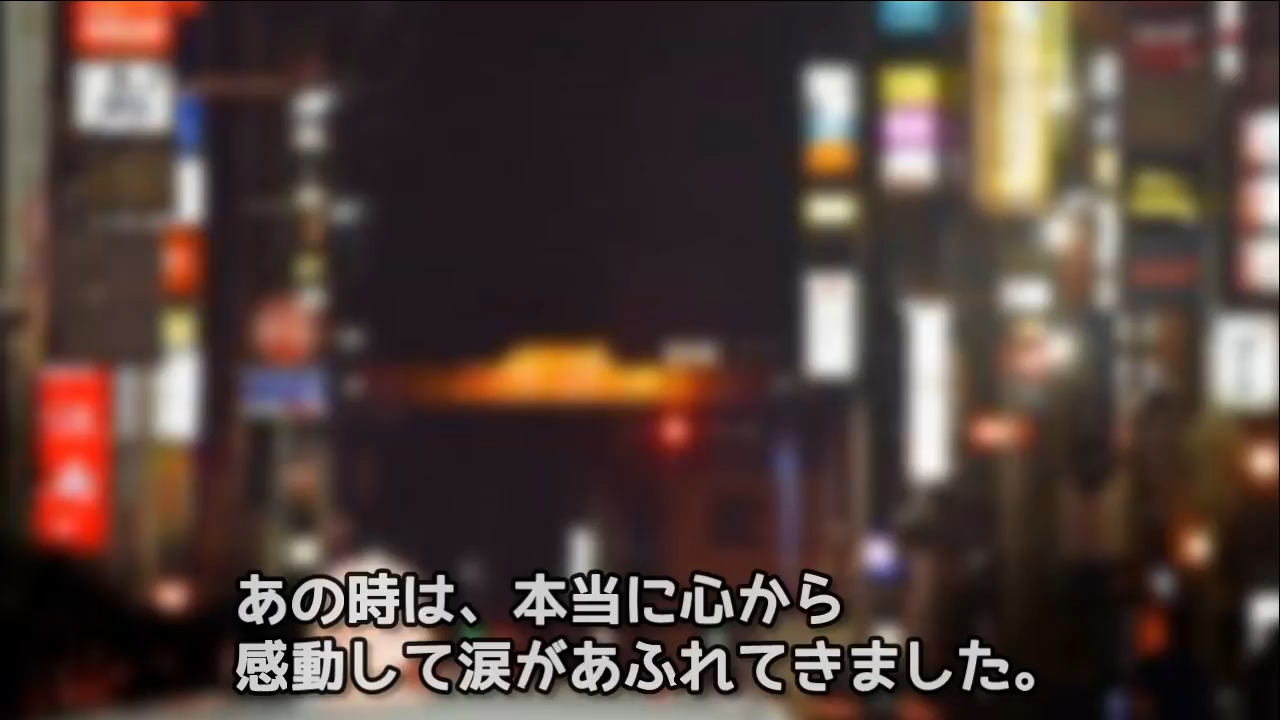 あの時は、本当に心から
感動して涙があふれてきました。